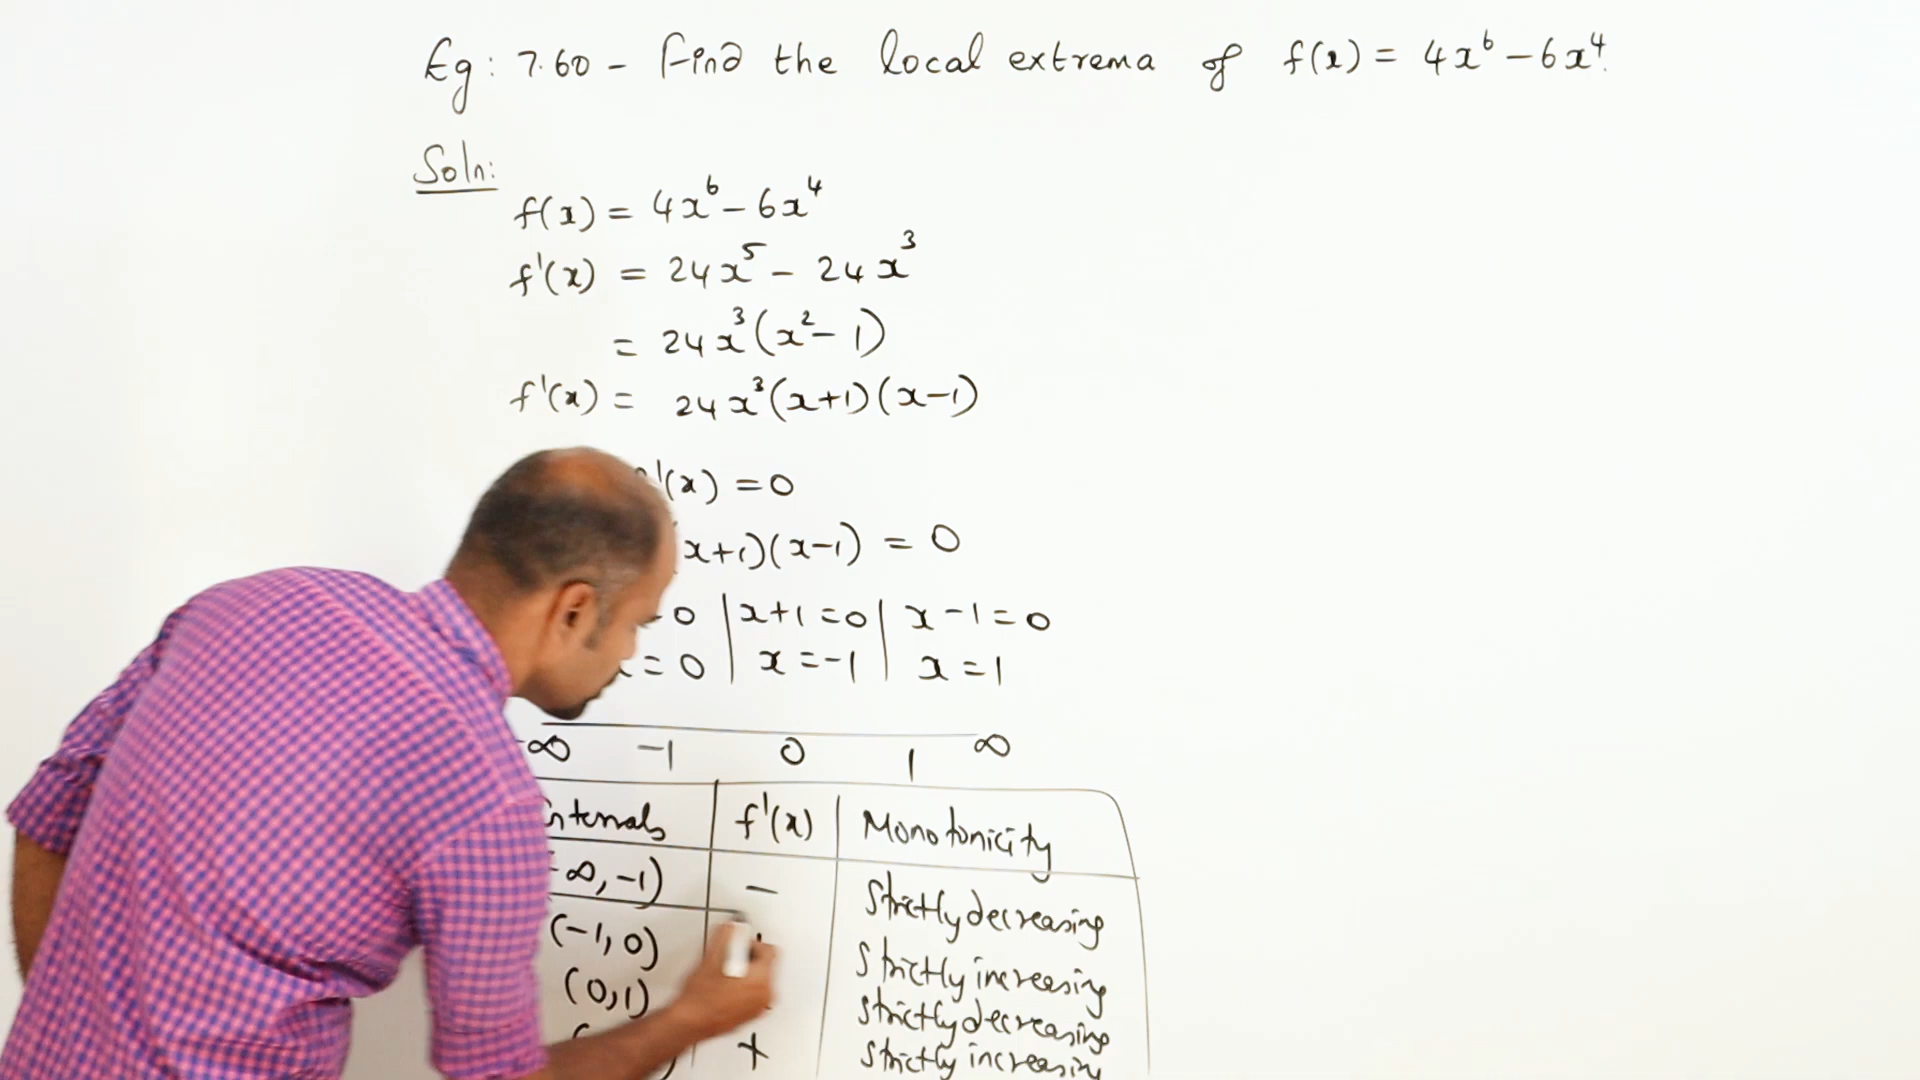 Eg: 7.60 - Find the local extrema of f(x) = 4x⁶ - 6x⁴.
Soln:
f(x) = 4x⁶ - 6x⁴
f'(x) = 24x⁵ - 24x³
= 24x³(x² - 1)
f'(x) = 24x³(x+1)(x-1)
'(x) = 0
(x+1)(x-1) = 0
0 | x+1 = 0 | x - 1 = 0
x = 0 | x = -1 | x = 1
-∞ -1 0 1 ∞
Intervals | f'(x) | Monotonicity
-∞, -1) | - | Strictly decreasing
(-1, 0) | Strictly increasing
(0, 1) | strictly decreasing
+ | strictly increasing